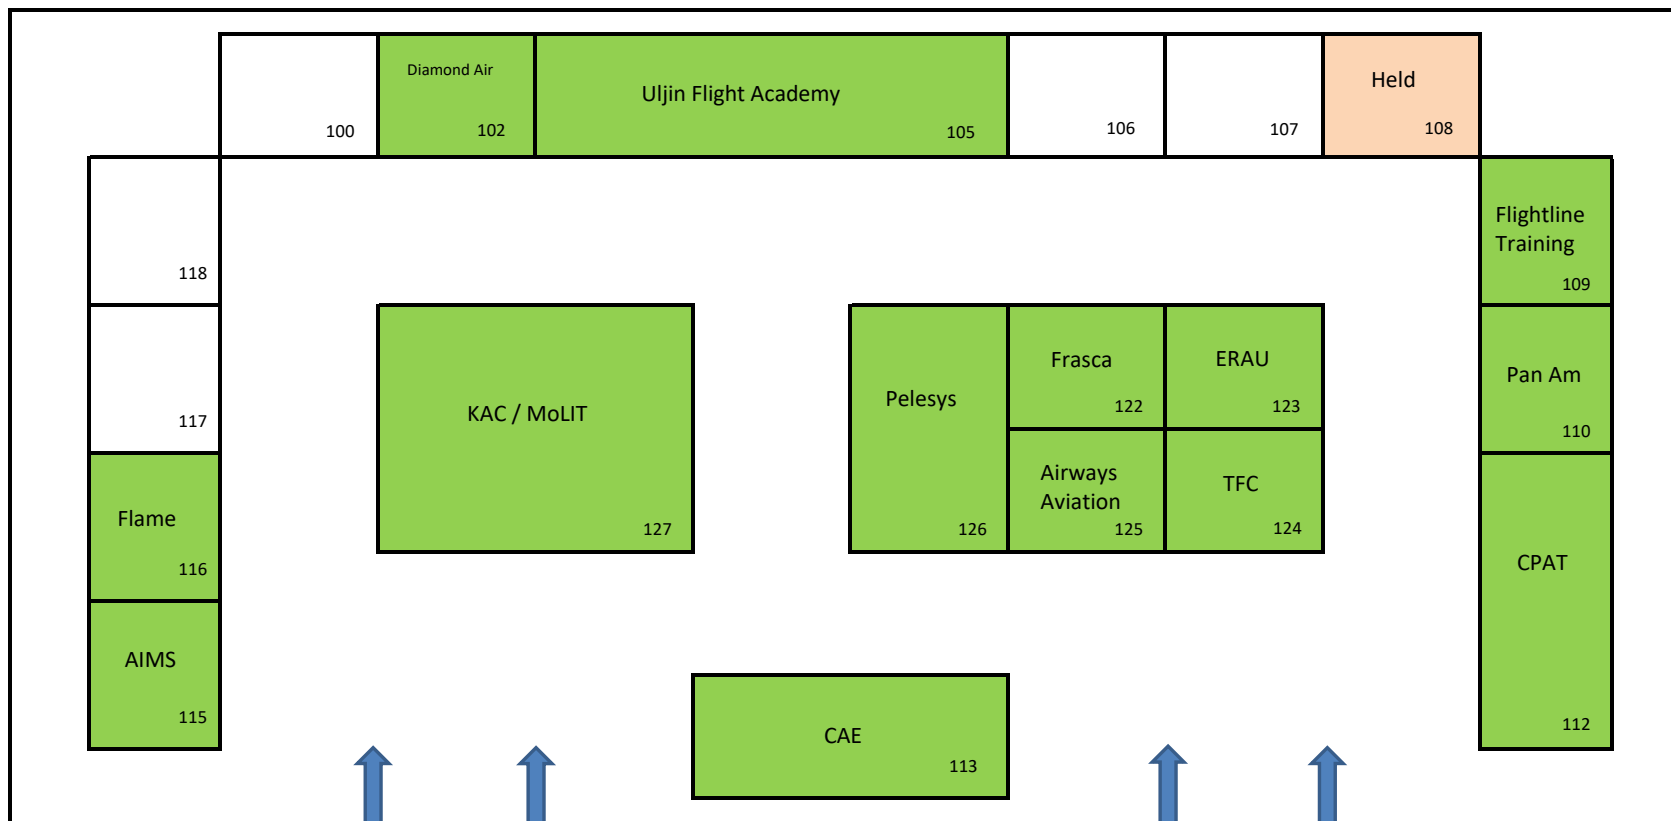 Diamond Air
Uljin Flight Academy
Held
100
102
105
106
107
108
118
Flightline
Training
109
117
KAC / MoLIT
127
Pelesys
126
Frasca
122
ERAU
123
Pan Am
110
Flame
116
Airways
Aviation
125
TFC
124
CPAT
112
AIMS
115
CAE
113